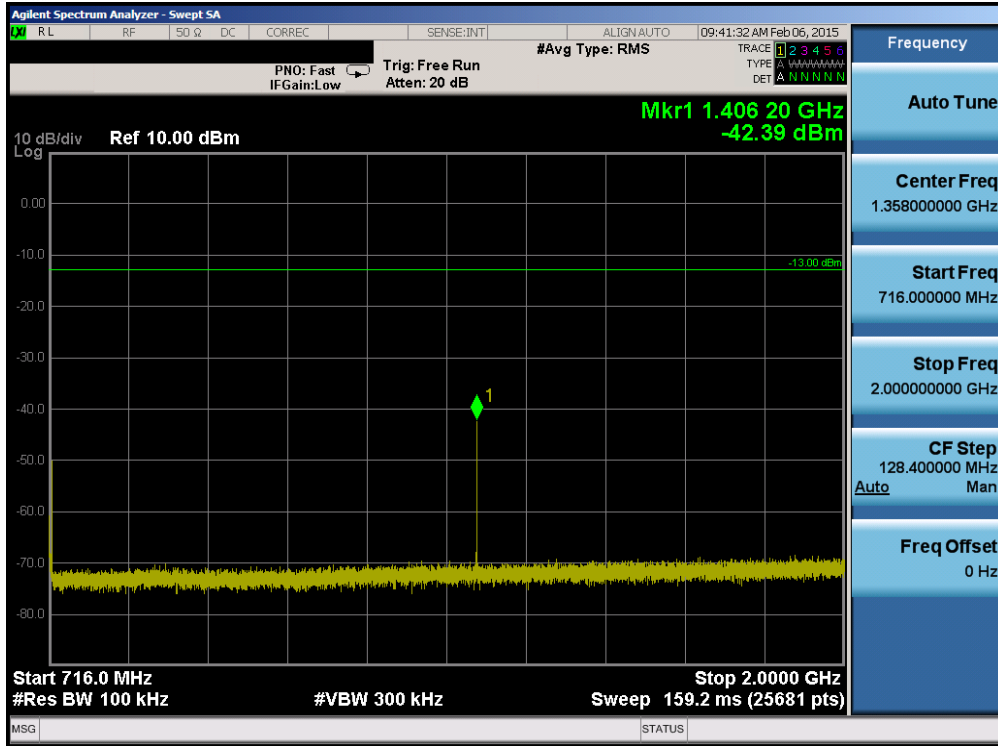 Agilent Spectrum Analyzer - Swept SA
LXI RL RF 50 Ω DC CORREC SENSE:INT ALIGN AUTO 09:41:32 AM Feb 06, 2015
#Avg Type: RMS
TRACE 1 2 3 4 5 6
TYPE A WWWWW
DET A N N N N N
PNO: Fast
IFGain:Low
Trig: Free Run
Atten: 20 dB
Mkr1 1.406 20 GHz
-42.39 dBm
10 dB/div Ref 10.00 dBm
Log
0.00
-10.0
-13.00 dBm
-20.0
-30.0
-40.0
1
-50.0
-60.0
-70.0
-80.0
Start 716.0 MHz Stop 2.0000 GHz
#Res BW 100 kHz #VBW 300 kHz Sweep 159.2 ms (25681 pts)
MSG STATUS
Frequency
Auto Tune
Center Freq
1.358000000 GHz
Start Freq
716.000000 MHz
Stop Freq
2.000000000 GHz
CF Step
128.400000 MHz
Auto Man
Freq Offset
0 Hz